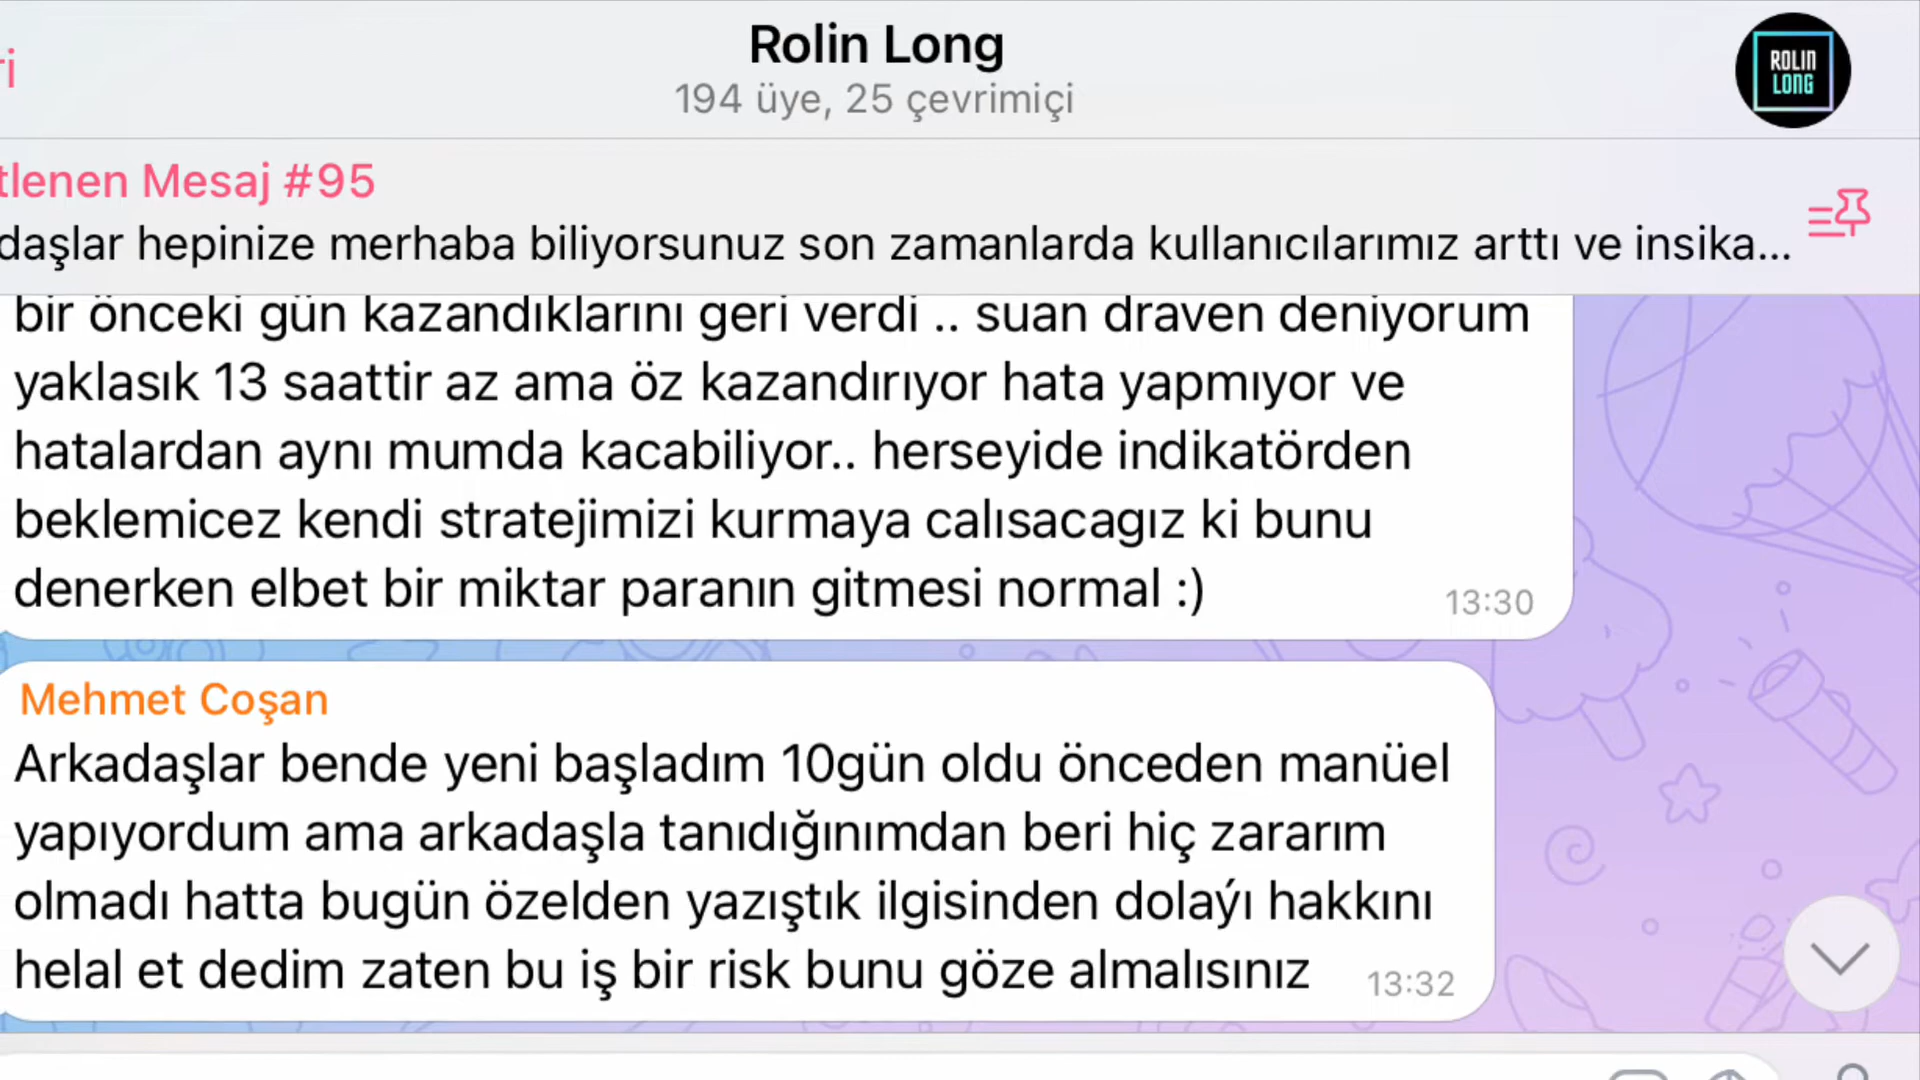 Rolin Long
194 üye, 25 çevrimiçi
ROLIN
LONG
Mesaj #95
hepinize merhaba biliyorsunuz son zamanlarda kullanıcılarımız arttı ve insika...
bir önceki gün kazandıklarını geri verdi .. suan draven deniyorum
yaklasık 13 saattir az ama öz kazandırıyor hata yapmıyor ve
hatalardan aynı mumda kacabiliyor.. herseyide indikatörden
beklemicez kendi stratejimizi kurmaya calısacagız ki bunu
denerken elbet bir miktar paranın gitmesi normal :)
13:30
Mehmet Coşan
Arkadaşlar bende yeni başladım 10gün oldu önceden manüel
yapıyordum ama arkadaşla tanıdığınımdan beri hiç zararım
olmadı hatta bugün özelden yazıştık ilgisinden dolaýı hakkını
helal et dedim zaten bu iş bir risk bunu göze almalısınız
13:32